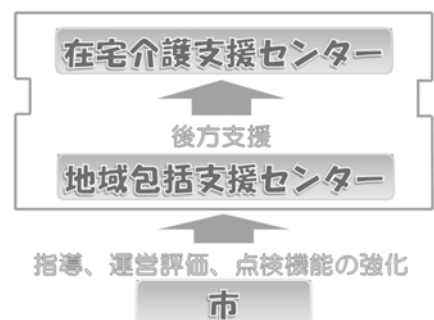 在宅介護支援センター
後方支援
地域包括支援センター
指導、運営評価、点検機能の強化
市